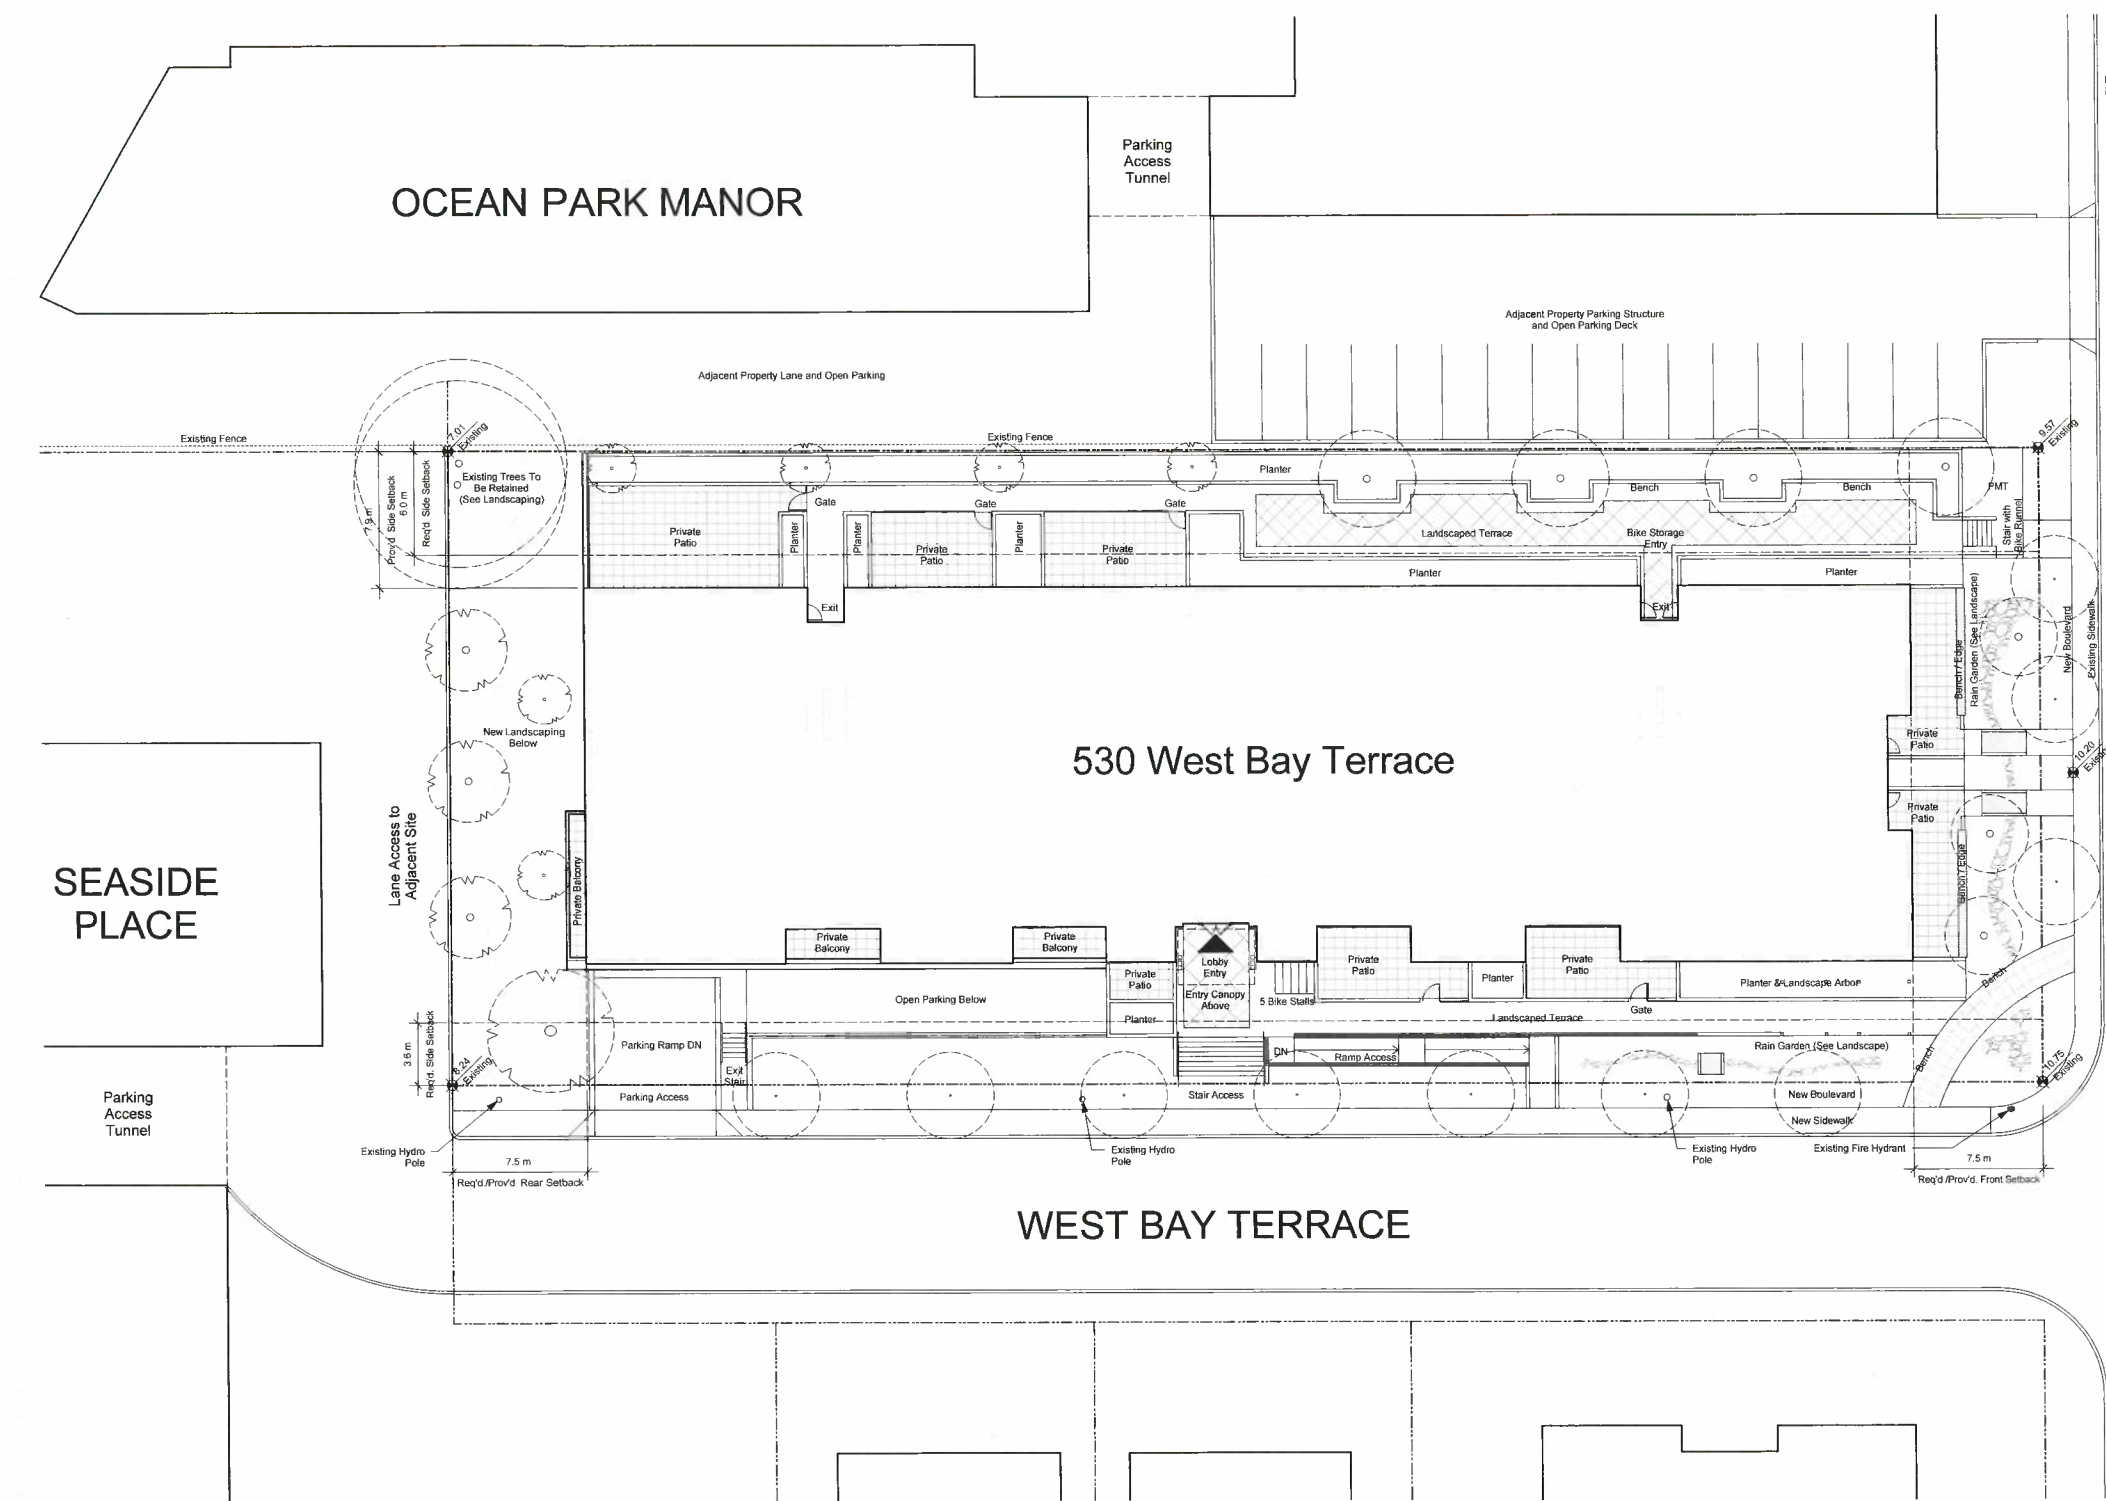 Parking
Access
Tunnel
OCEAN PARK MANOR
Adjacent Property Parking Structure
and Open Parking Deck
Adjacent Property Lane and Open Parking
Existing Fence
Existing Fence
7.01
Existing
9.57
Existing
7.9 m
Prov'd. Side Setback
6.0 m
Req'd. Side Setback
Existing Trees To
Be Retained
(See Landscaping)
Planter
Bench
Bench
PMT
Gate
Gate
Gate
Private
Patio
Planter
Planter
Private
Patio
Planter
Private
Patio
Landscaped Terrace
Bike Storage
Entry
Stair with
Bike Runnel
Planter
Planter
Exit
Exit
Bench / Edge
Rain Garden (See Landscape)
New Boulevard
Existing Sidewalk
New Landscaping
Below
Private
Patio
10.20
530 West Bay Terrace
Private
Patio
Lane Access to
Adjacent Site
SEASIDE
PLACE
Private Balcony
Bench / Edge
Private
Balcony
Private
Balcony
Lobby
Entry
Entry Canopy
Above
Private
Patio
5 Bike Stalls
Private
Patio
Planter
Private
Patio
Planter & Landscape Arbor
Bench
Open Parking Below
Planter
Gate
Landscaped Terrace
3.6 m
Req'd. Side Setback
Parking Ramp DN
DN
Ramp Access
Rain Garden (See Landscape)
Bench
8.24
Existing
Exit
Stair
10.75
Existing
Parking
Access
Tunnel
Parking Access
Stair Access
New Boulevard
New Sidewalk
Existing Hydro
Pole
Existing Hydro
Pole
Existing Hydro
Pole
Existing Fire Hydrant
7.5 m
Req'd /Prov'd Rear Setback
7.5 m
Req'd /Prov'd. Front Setback
WEST BAY TERRACE